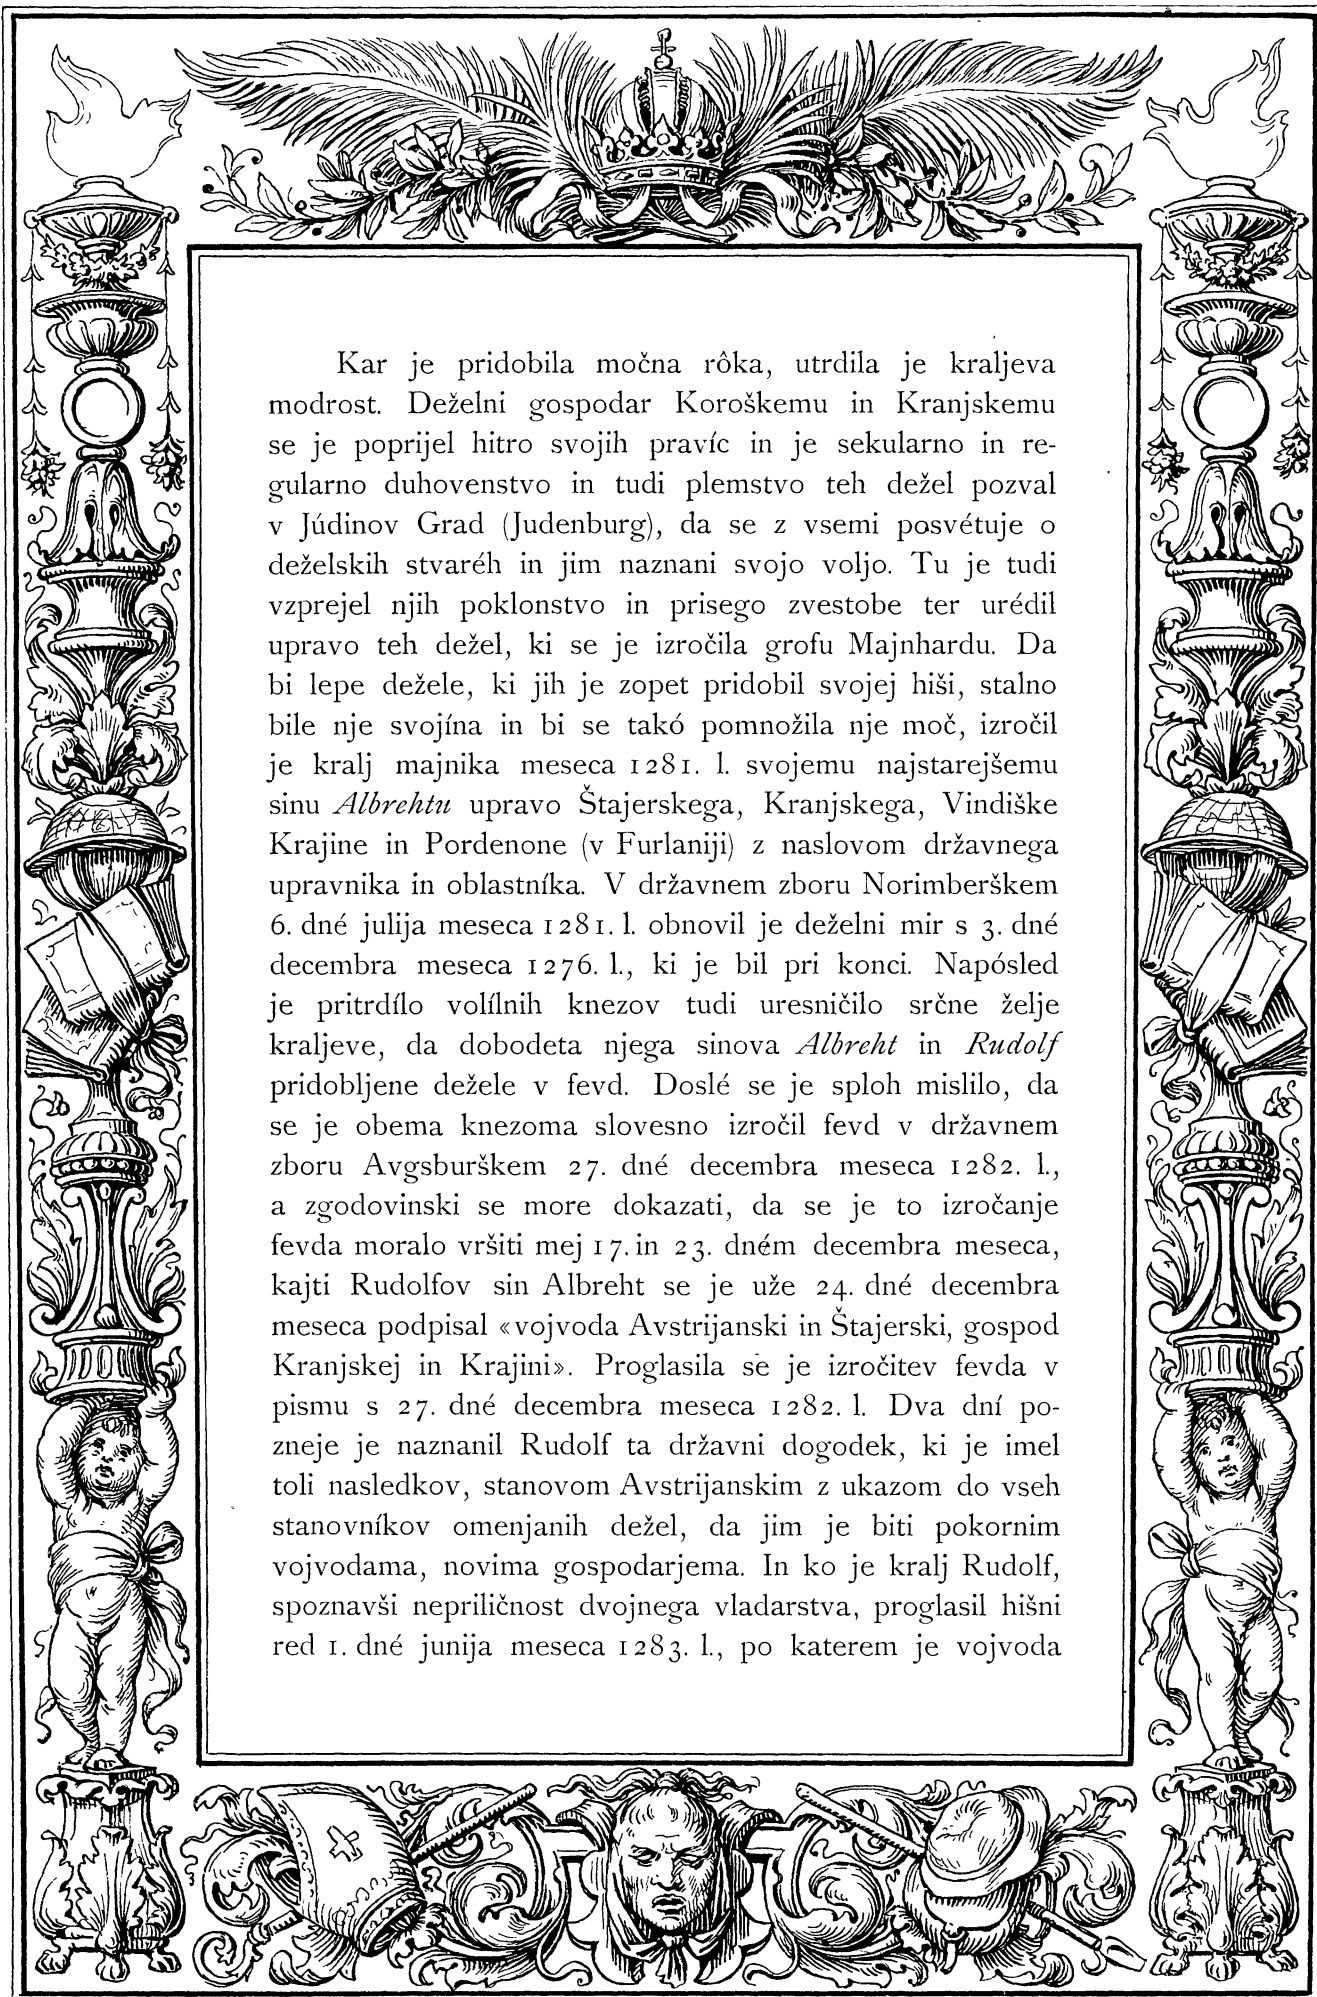 Kar je pridobila močna rôka, utrdila je kraljeva
modrost. Deželni gospodar Koroškemu in Kranjskemu
se je poprijel hitro svojih pravíc in je sekularno in re-
gularno duhovenstvo in tudi plemstvo teh dežel pozval
v Júdinov Grad (Judenburg), da se z vsemi posvétuje o
deželskih stvaréh in jim naznani svojo voljo. Tu je tudi
vzprejel njih poklonstvo in prisego zvestobe ter urédil
upravo teh dežel, ki se je izročila grofu Majnhardu. Da
bi lepe dežele, ki jih je zopet pridobil svojej hiši, stalno
bile nje svojína in bi se takó pomnožila nje moč, izročil
je kralj majnika meseca 1281. l. svojemu najstarejšemu
sinu Albrehtu upravo Štajerskega, Kranjskega, Vindiške
Krajine in Pordenone (v Furlaniji) z naslovom državnega
upravnika in oblastníka. V državnem zboru Norimberškem
6. dné julija meseca 1281. l. obnovil je deželni mir s 3. dné
decembra meseca 1276. l., ki je bil pri konci. Napósled
je pritrdílo volílnih knezov tudi uresničilo srčne želje
kraljeve, da dobodeta njega sinova Albreht in Rudolf
pridobljene dežele v fevd. Doslé se je sploh mislilo, da
se je obema knezoma slovesno izročil fevd v državnem
zboru Avgsburškem 27. dné decembra meseca 1282. l.,
a zgodovinski se more dokazati, da se je to izročanje
fevda moralo vršiti mej 17. in 23. dném decembra meseca,
kajti Rudolfov sin Albreht se je uže 24. dné decembra
meseca podpisal «vojvoda Avstrijanski in Štajerski, gospod
Kranjskej in Krajini». Proglasila se je izročitev fevda v
pismu s 27. dné decembra meseca 1282. l. Dva dní po-
zneje je naznanil Rudolf ta državni dogodek, ki je imel
toli nasledkov, stanovom Avstrijanskim z ukazom do vseh
stanovníkov omenjanih dežel, da jim je biti pokornim
vojvodama, novima gospodarjema. In ko je kralj Rudolf,
spoznavši nepriličnost dvojnega vladarstva, proglasil hišni
red 1. dné junija meseca 1283. l., po katerem je vojvoda